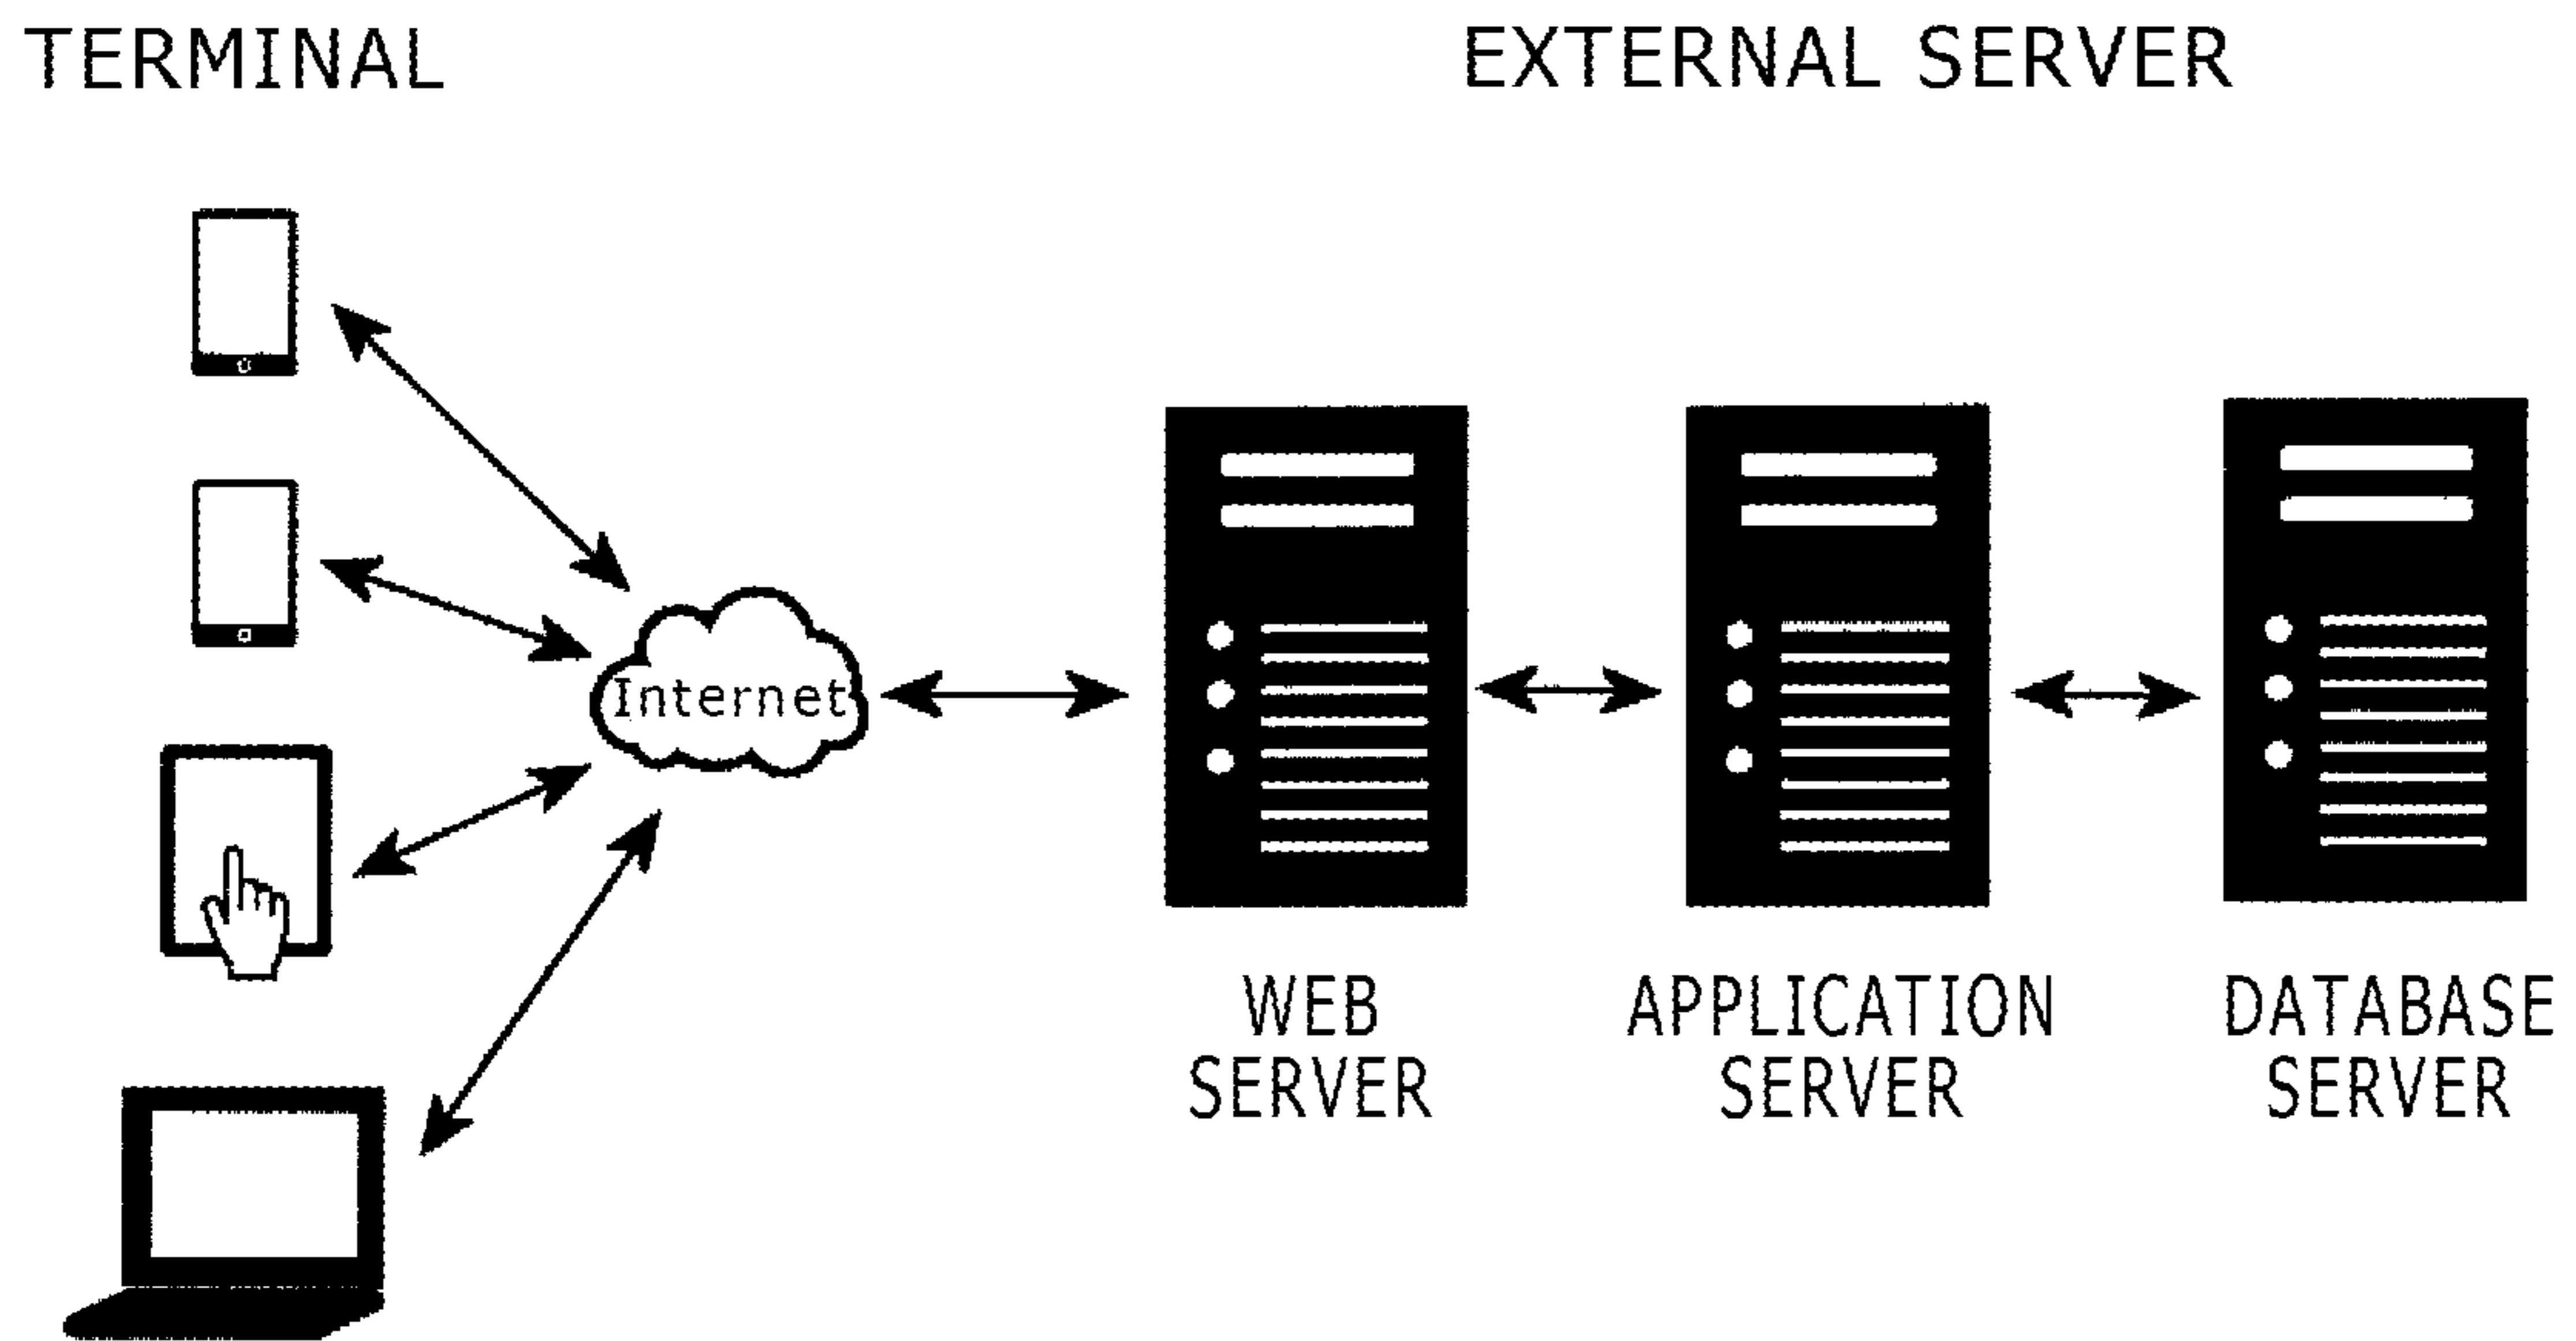 TERMINAL
EXTERNAL SERVER
Internet
WEB
SERVER
APPLICATION
SERVER
DATABASE
SERVER